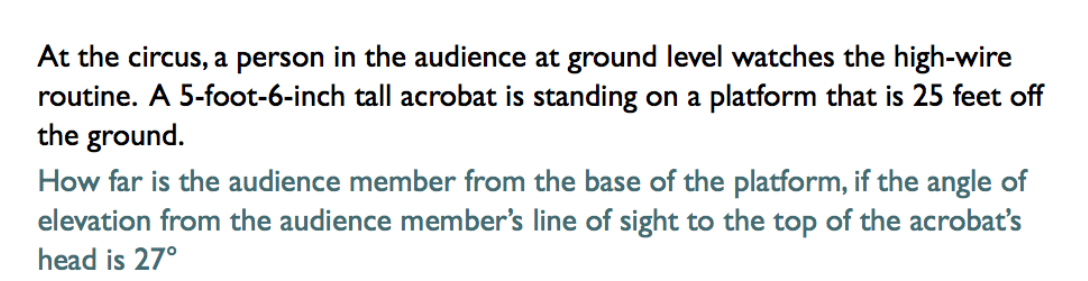 At the circus, a person in the audience at ground level watches the high-wire
routine. A 5-foot-6-inch tall acrobat is standing on a platform that is 25 feet off
the ground.
How far is the audience member from the base of the platform, if the angle of
elevation from the audience member's line of sight to the top of the acrobat's
head is 27°